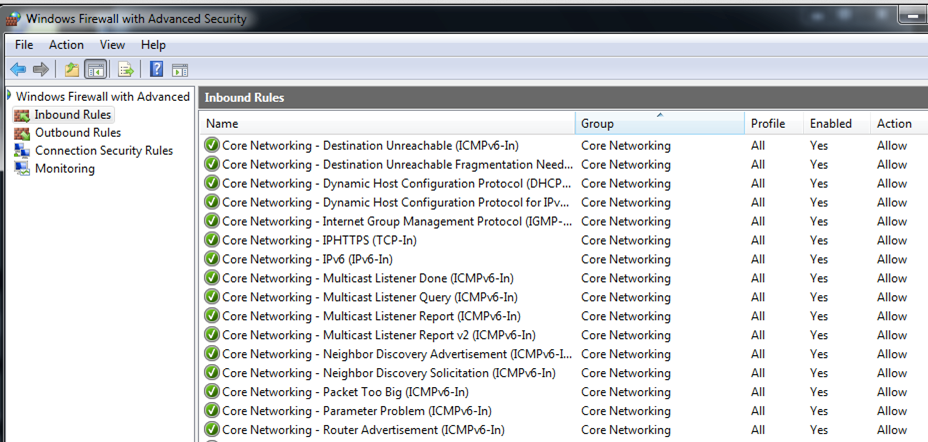 Windows Firewall with Advanced Security
File Action View Help
Windows Firewall with Advanced
Inbound Rules
Outbound Rules
Connection Security Rules
Monitoring
Inbound Rules
Name Group Profile Enabled Action
Core Networking - Destination Unreachable (ICMPv6-In) Core Networking All Yes Allow
Core Networking - Destination Unreachable Fragmentation Need... Core Networking All Yes Allow
Core Networking - Dynamic Host Configuration Protocol (DHCP... Core Networking All Yes Allow
Core Networking - Dynamic Host Configuration Protocol for IPv... Core Networking All Yes Allow
Core Networking - Internet Group Management Protocol (IGMP-... Core Networking All Yes Allow
Core Networking - IPHTTPS (TCP-In) Core Networking All Yes Allow
Core Networking - IPv6 (IPv6-In) Core Networking All Yes Allow
Core Networking - Multicast Listener Done (ICMPv6-In) Core Networking All Yes Allow
Core Networking - Multicast Listener Query (ICMPv6-In) Core Networking All Yes Allow
Core Networking - Multicast Listener Report (ICMPv6-In) Core Networking All Yes Allow
Core Networking - Multicast Listener Report v2 (ICMPv6-In) Core Networking All Yes Allow
Core Networking - Neighbor Discovery Advertisement (ICMPv6-I... Core Networking All Yes Allow
Core Networking - Neighbor Discovery Solicitation (ICMPv6-In) Core Networking All Yes Allow
Core Networking - Packet Too Big (ICMPv6-In) Core Networking All Yes Allow
Core Networking - Parameter Problem (ICMPv6-In) Core Networking All Yes Allow
Core Networking - Router Advertisement (ICMPv6-In) Core Networking All Yes Allow